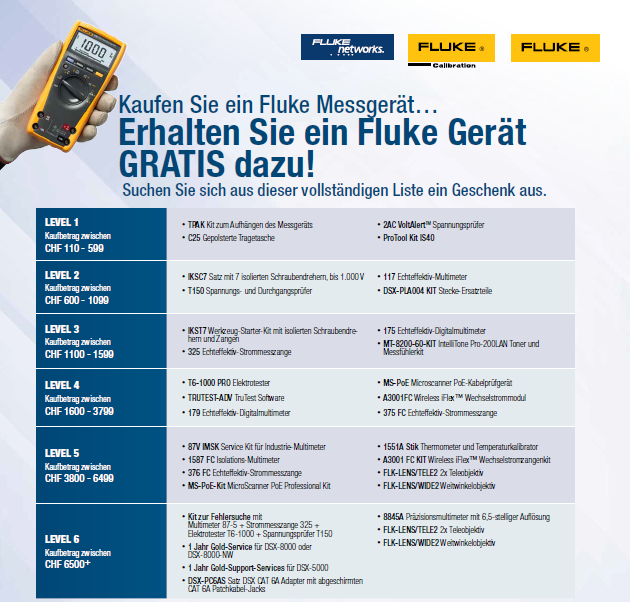 1000
FLUKE
networks.
FLUKE ®
Calibration
FLUKE ®
Kaufen Sie ein Fluke Messgerät…
Erhalten Sie ein Fluke Gerät
GRATIS dazu!
Suchen Sie sich aus dieser vollständigen Liste ein Geschenk aus.
LEVEL 1
Kaufbetrag zwischen
CHF 110 - 599
• TPAK Kit zum Aufhängen des Messgeräts
• C25 Gepolsterte Tragetasche
• 2AC VoltAlert™ Spannungsprüfer
• ProTool Kit IS40
LEVEL 2
Kaufbetrag zwischen
CHF 600 - 1099
• IKSC7 Satz mit 7 isolierten Schraubendrehern, bis 1.000 V
• T150 Spannungs- und Durchgangsprüfer
• 117 Echteffektiv-Multimeter
• DSX-PLA004 KIT Stecke- Ersatzteile
LEVEL 3
Kaufbetrag zwischen
CHF 1100 - 1599
• IKST7 Werkzeug-Starter-Kit mit isolierten Schraubendre-
hern und Zangen
• 325 Echteffektiv-Strommesszange
• 175 Echteffektiv-Digitalmultimeter
• MT-8200-60-KIT IntelliTone Pro-200LAN Toner und
Messfühlerkit
LEVEL 4
Kaufbetrag zwischen
CHF 1600 - 3799
• T6-1000 PRO Elektrotester
• TRUTEST-ADV TruTest Software
• 179 Echteffektiv-Digitalmultimeter
• MS-PoE Microscanner PoE-Kabelprüfgerät
• A3001FC Wireless iFlex™ Wechselstrommodul
• 375 FC Echteffektiv-Strommesszange
LEVEL 5
Kaufbetrag zwischen
CHF 3800 - 6499
• 87V IMSK Service Kit für Industrie-Multimeter
• 1587 FC Isolations-Multimeter
• 376 FC Echteffektiv-Strommesszange
• MS-PoE-Kit MicroScanner PoE Professional Kit
• 1551A Stik Thermometer und Temperaturkalibrator
• A3001 FC KIT Wireless iFlex™ Wechselstromzangenkit
• FLK-LENS/TELE2 2x Teleobjektiv
• FLK-LENS/WIDE2 Weitwinkelobjektiv
LEVEL 6
Kaufbetrag zwischen
CHF 6500+
• Kit zur Fehlersuche mit
Multimeter 87-5 + Strommesszange 325 +
Elektrotester T6-1000 + Spannungsprüfer T150
• 1 Jahr Gold-Service für DSX-8000 oder
DSX-8000-NW
• 1 Jahr Gold-Support-Services für DSX-5000
• DSX-PC6AS Satz DSX CAT 6A Adapter mit abgeschirmten
CAT 6A Patchkabel-Jacks
• 8845A Präzisionsmultimeter mit 6,5-stelliger Auflösung
• FLK-LENS/TELE2 2x Teleobjektiv
• FLK-LENS/WIDE2 Weitwinkelobjektiv